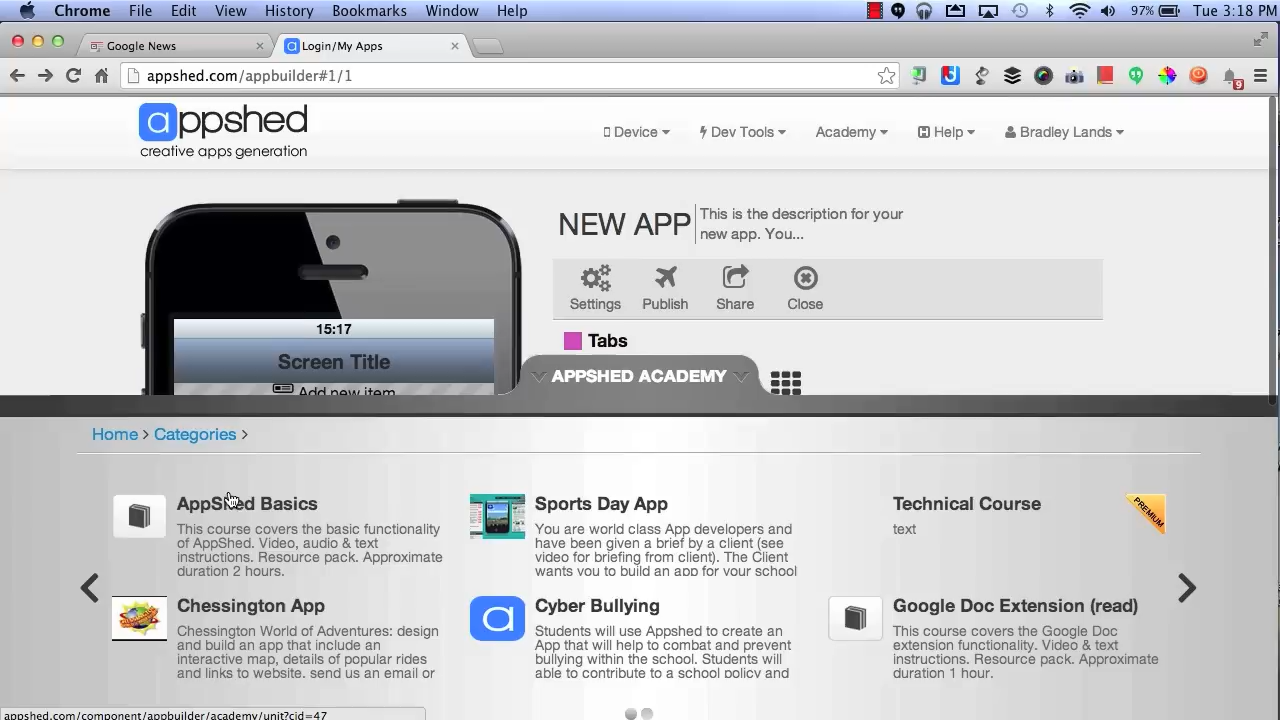 Chrome File Edit View History Bookmarks Window Help 97% Tue 3:18 PM
Google News
Login/My Apps
appshed.com/appbuilder#1/1
9
appshed
creative apps generation
Device
Dev Tools
Academy
Help
Bradley Lands
NEW APP
This is the description for your
new app. You...
Settings
Publish
Share
Close
15:17
Screen Title
Add new item
Tabs
APPSHED ACADEMY
Home > Categories >
AppShed Basics
This course covers the basic functionality
of AppShed. Video, audio & text
instructions. Resource pack. Approximate
duration 2 hours.
Sports Day App
You are world class App developers and
have been given a brief by a client (see
video for briefing from client). The Client
wants you to build an app for your school
Technical Course
text
PREMIUM
Chessington App
Chessington World of Adventures: design
and build an app that include an
interactive map, details of popular rides
and links to website. send us an email or
Cyber Bullying
Students will use Appshed to create an
App that will help to combat and prevent
bullying within the school. Students will
able to contribute to a school policy and
Google Doc Extension (read)
This course covers the Google Doc
extension functionality. Video & text
instructions. Resource pack. Approximate
duration 1 hour.
appshed.com/component/appbuilder/academy/unit?cid=47